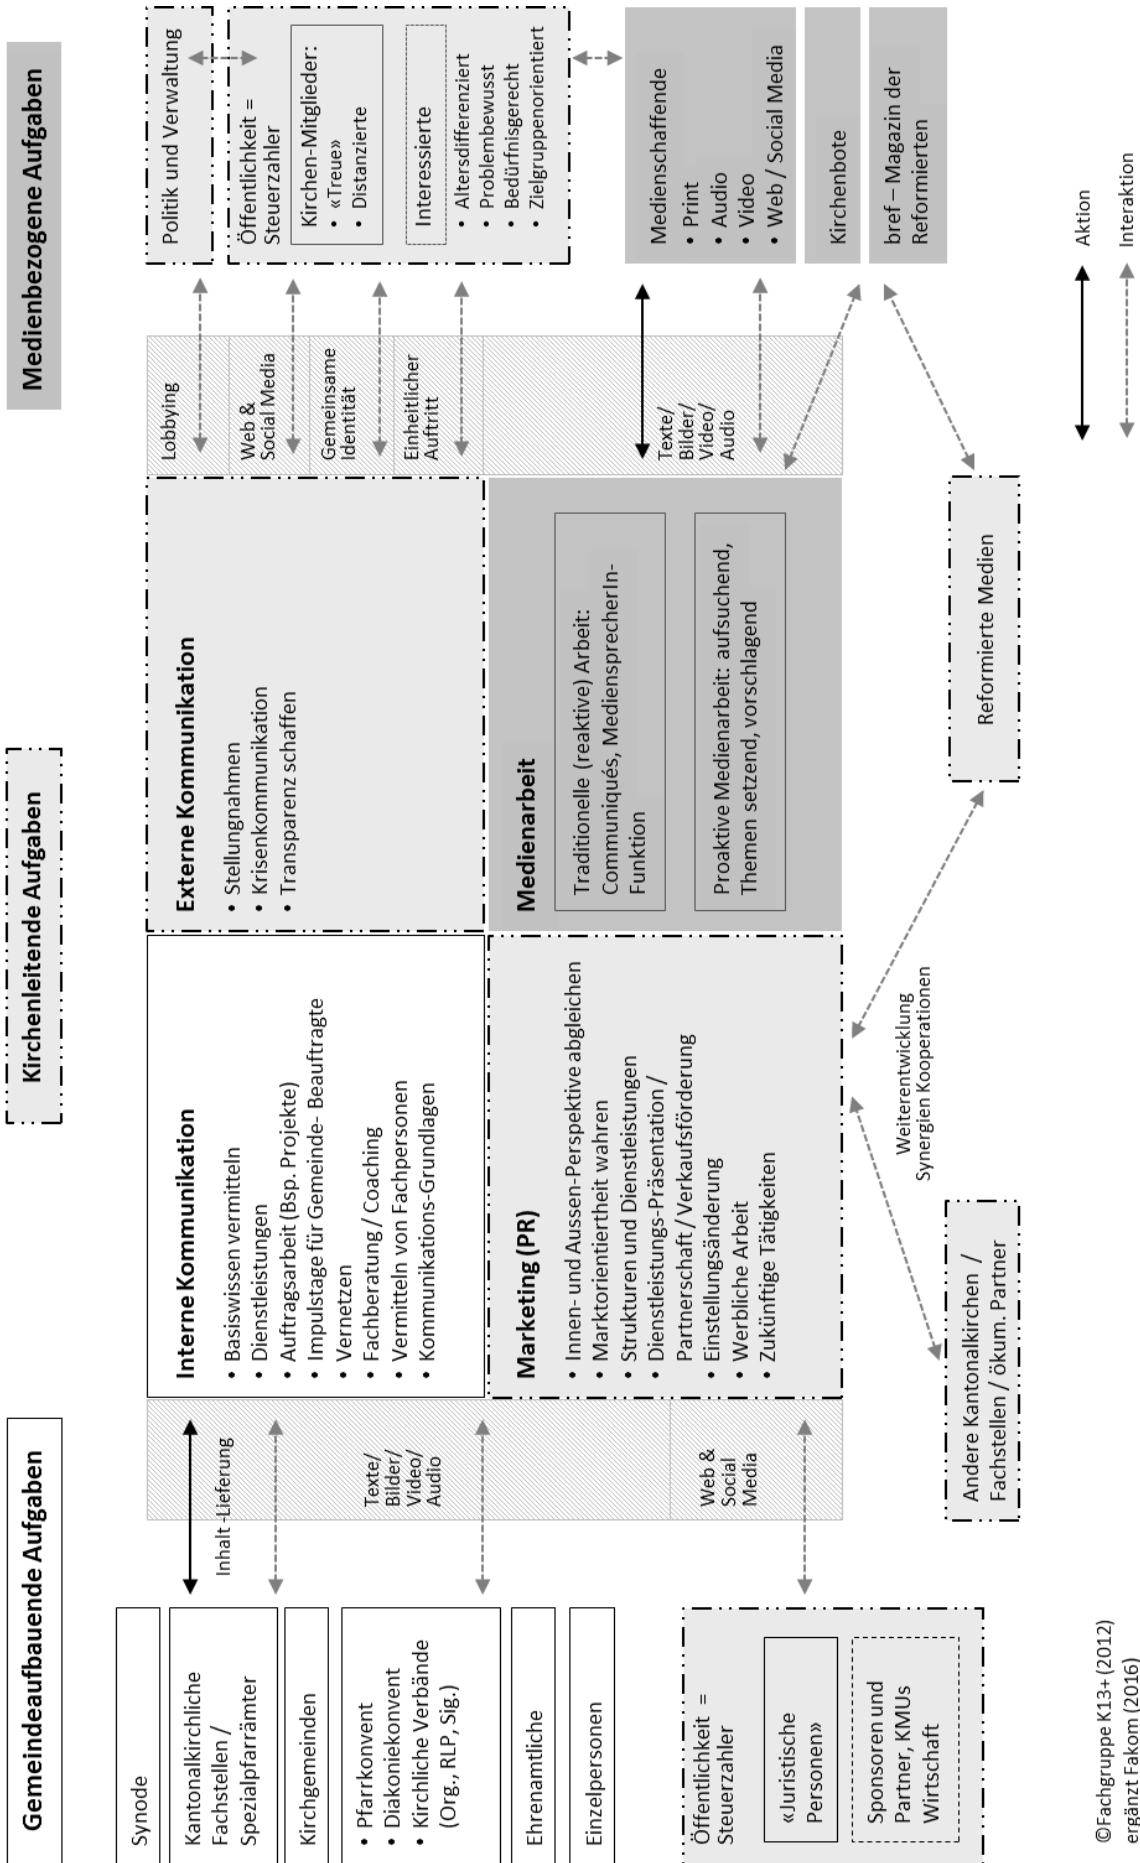 Gemeindeaufbauende Aufgaben
Kirchenleitende Aufgaben
Medienbezogene Aufgaben
Synode
Kantonalkirchliche
Fachstellen /
Spezialpfarrämter
Kirchgemeinden
• Pfarrkonvent
• Diakoniekonvent
• Kirchliche Verbände
(Org., RLP, Sig.)
Ehrenamtliche
Einzelpersonen
Öffentlichkeit =
Steuerzahler
«Juristische
Personen»
Sponsoren und
Partner, KMUs
Wirtschaft
Inhalt -Lieferung
Texte/
Bilder/
Video/
Audio
Web &
Social
Media
Interne Kommunikation
• Basiswissen vermitteln
• Dienstleistungen
• Auftragsarbeit (Bsp. Projekte)
• Impulstage für Gemeinde- Beauftragte
• Vernetzen
• Fachberatung / Coaching
• Vermitteln von Fachpersonen
• Kommunikations-Grundlagen
Marketing (PR)
• Innen- und Aussen-Perspektive abgleichen
• Marktorientiertheit wahren
• Strukturen und Dienstleistungen
• Dienstleistungs-Präsentation /
Partnerschaft / Verkaufsförderung
• Einstellungsänderung
• Werbliche Arbeit
• Zukünftige Tätigkeiten
Externe Kommunikation
• Stellungnahmen
• Krisenkommunikation
• Transparenz schaffen
Medienarbeit
Traditionelle (reaktive) Arbeit:
Communiqués, MediensprecherIn-
Funktion
Proaktive Medienarbeit: aufsuchend,
Themen setzend, vorschlagend
Lobbying
Web &
Social Media
Gemeinsame
Identität
Einheitlicher
Auftritt
Texte/
Bilder/
Video/
Audio
Politik und Verwaltung
Öffentlichkeit =
Steuerzahler
Kirchen-Mitglieder:
• «Treue»
• Distanzierte
Interessierte
• Altersdifferenziert
• Problembewusst
• Bedürfnisgerecht
• Zielgruppenorientiert
Medienschaffende
• Print
• Audio
• Video
• Web / Social Media
Kirchenbote
bref – Magazin der
Reformierten
Andere Kantonalkirchen /
Fachstellen / ökum. Partner
Weiterentwicklung
Synergien Kooperationen
Reformierte Medien
Aktion
Interaktion
©Fachgruppe K13+ (2012)
ergänzt Fakom (2016)